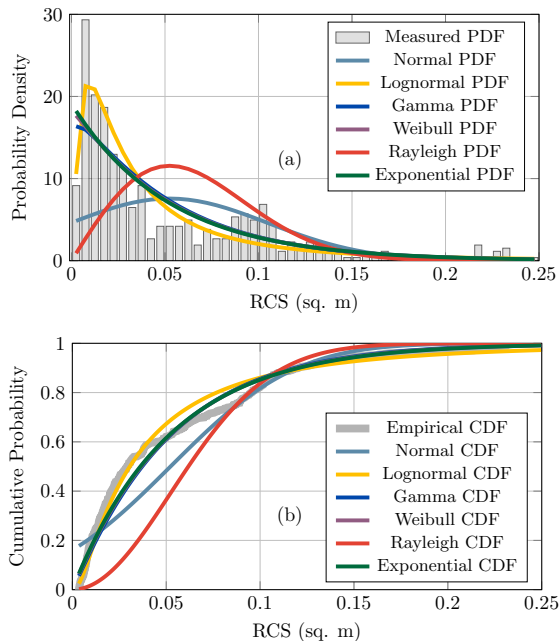 30
20
10
0
Probability Density
Measured PDF
Normal PDF
Lognormal PDF
Gamma PDF
Weibull PDF
Rayleigh PDF
Exponential PDF
(a)
0 0.05 0.1 0.15 0.2 0.25
RCS (sq. m)
1
0.8
0.6
0.4
0.2
0
Cumulative Probability
Empirical CDF
Normal CDF
Lognormal CDF
Gamma CDF
Weibull CDF
Rayleigh CDF
Exponential CDF
(b)
0 0.05 0.1 0.15 0.2 0.25
RCS (sq. m)